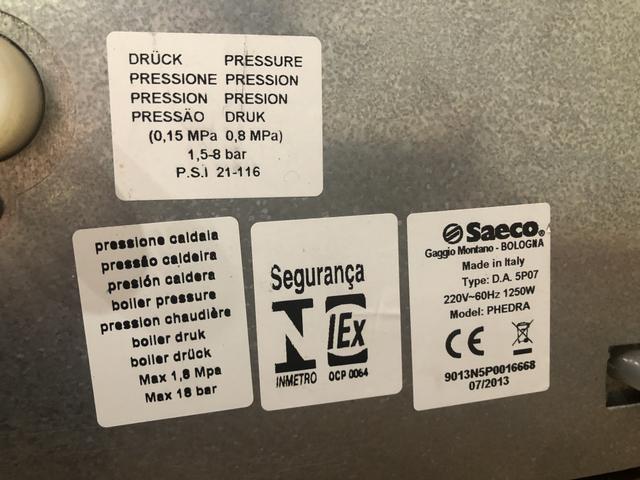 DRÜCK PRESSURE
PRESSIONE PRESSION
PRESSION PRESION
PRESSÃO DRUK
(0,15 MPa 0,8 MPa)
1,5-8 bar
P.S.I 21-116
pressione caldaia
pressão caldeira
presión caldera
boiler pressure
pression chaudière
boiler druk
boiler drück
Max 1,8 Mpa
Max 18 bar
Segurança
N IEx
INMETRO OCP 0064
Saeco®
Gaggio Montano - BOLOGNA
Made in Italy
Type: D.A. 5P07
220V~60Hz 1250W
Model: PHEDRA
CE
9013N5P0016668
07/2013